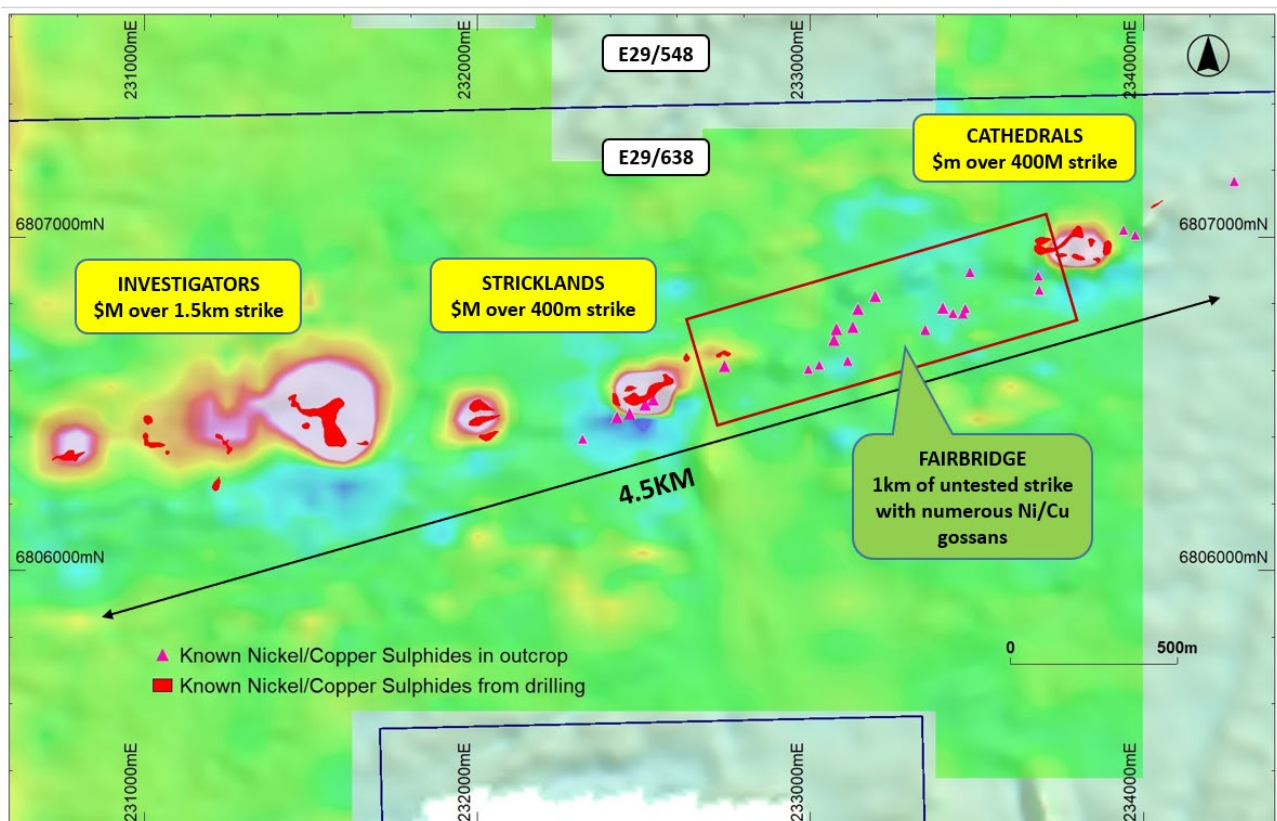 231000mE
232000mE
233000mE
234000mE
E29/548
E29/638
CATHEDRALS
$m over 400M strike
6807000mN
6807000mN
INVESTIGATORS
$M over 1.5km strike
STRICKLANDS
$M over 400m strike
4.5KM
FAIRBRIDGE
1km of untested strike
with numerous Ni/Cu
gossans
6806000mN
6806000mN
Known Nickel/Copper Sulphides in outcrop
Known Nickel/Copper Sulphides from drilling
0 500m
231000mE
232000mE
233000mE
234000mE